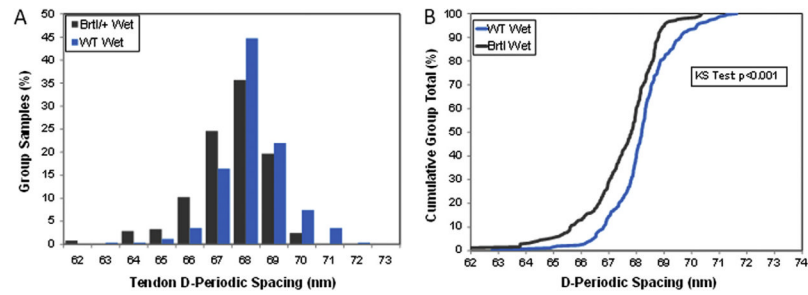 A
Brtl/+ Wet
WT Wet
Group Samples (%)
50
45
40
35
30
25
20
15
10
5
0
62 63 64 65 66 67 68 69 70 71 72 73
Tendon D-Periodic Spacing (nm)
B
WT Wet
Brtl Wet
KS Test: p<0.001
Cumulative Group Total (%)
100
90
80
70
60
50
40
30
20
10
0
62 63 64 65 66 67 68 69 70 71 72 73 74
D-Periodic Spacing (nm)